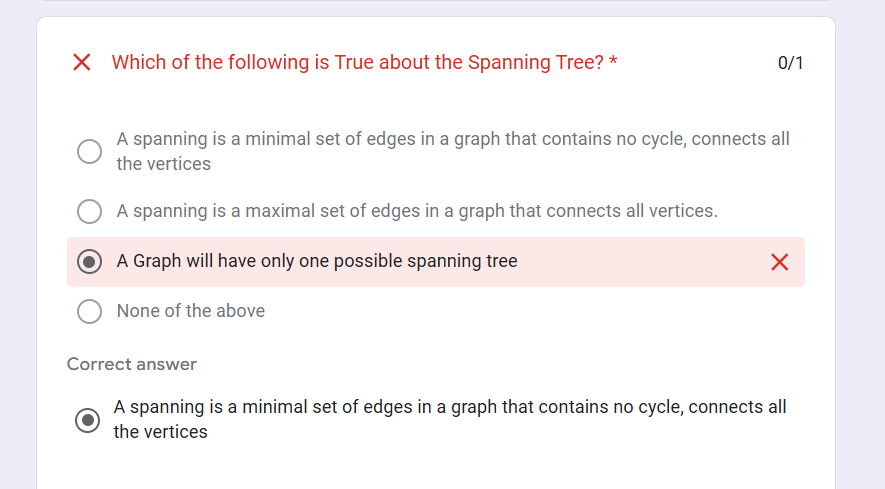 Which of the following is True about the Spanning Tree? *
0/1
A spanning is a minimal set of edges in a graph that contains no cycle, connects all
the vertices
A spanning is a maximal set of edges in a graph that connects all vertices.
A Graph will have only one possible spanning tree
None of the above
Correct answer
A spanning is a minimal set of edges in a graph that contains no cycle, connects all
the vertices